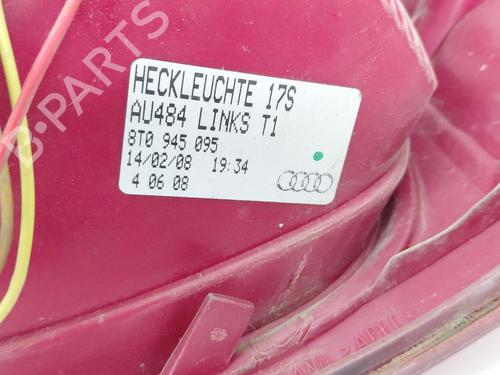 B-PARTS
HECKLEUCHTE 17S
AU484 LINKS T1
8T0 945 095
14/02/08 19:34
4 06 08